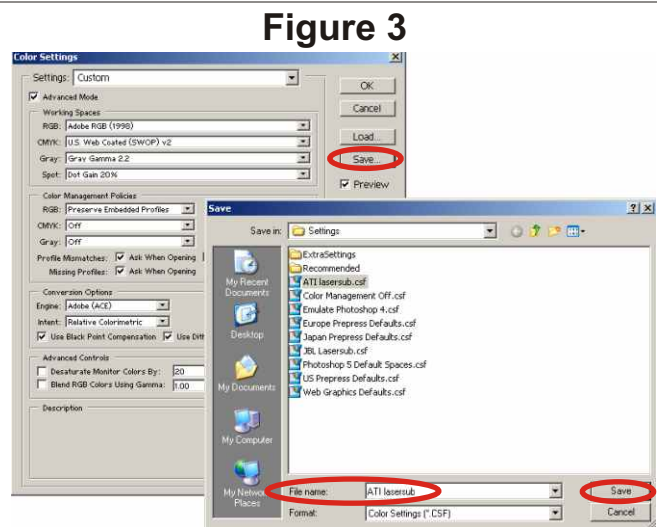 Figure 3
Color Settings
Settings: Custom
OK
Advanced Mode
Cancel
Working Spaces
RGB: Adobe RGB (1998)
Load...
CMYK: U.S. Web Coated (SWOP) v2
Gray: Gray Gamma 2.2
Save...
Spot: Dot Gain 20%
Preview
Color Management Policies
RGB: Preserve Embedded Profiles
CMYK: Off
Gray: Off
Profile Mismatches: Ask When Opening
Missing Profiles: Ask When Opening
Conversion Options
Engine: Adobe (ACE)
Intent: Relative Colorimetric
Use Black Point Compensation Use
Advanced Controls
Desaturate Monitor Colors By: 20
Blend RGB Colors Using Gamma: 1.00
Description
Save
Save in: Settings
My Recent Documents
Desktop
My Documents
My Computer
My Network Places
ExtraSettings
Recommended
ATI lasersub.csf
Color Management Off.csf
Emulate Photoshop 4.csf
Europe Prepress Defaults.csf
Japan Prepress Defaults.csf
JBL Lasersub.csf
Photoshop 5 Default Spaces.csf
US Prepress Defaults.csf
Web Graphics Defaults.csf
File name: ATI lasersub
Save
Format: Color Settings (*.CSF)
Cancel